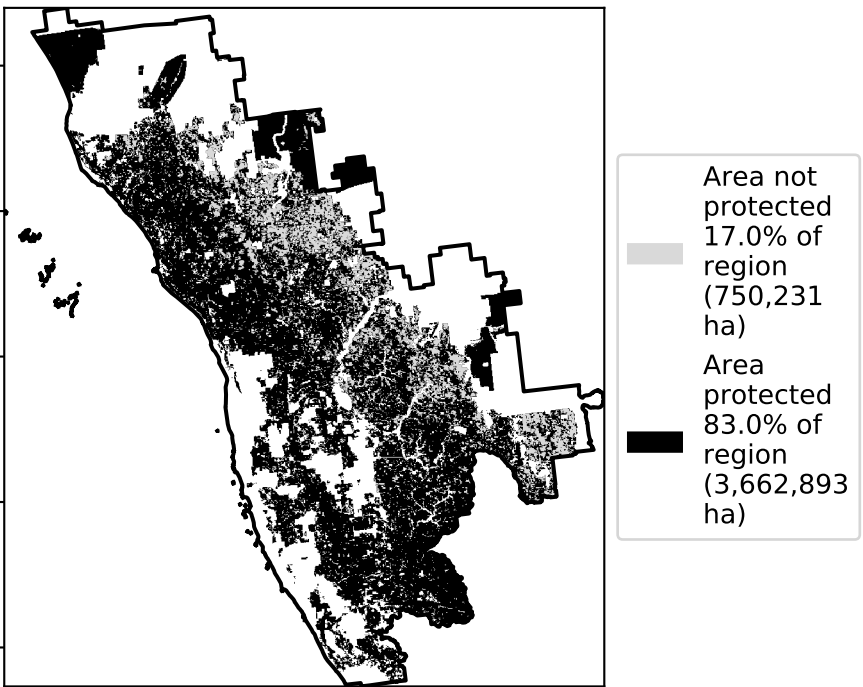 Area not
protected
17.0% of
region
(750,231
ha)
Area
protected
83.0% of
region
(3,662,893
ha)